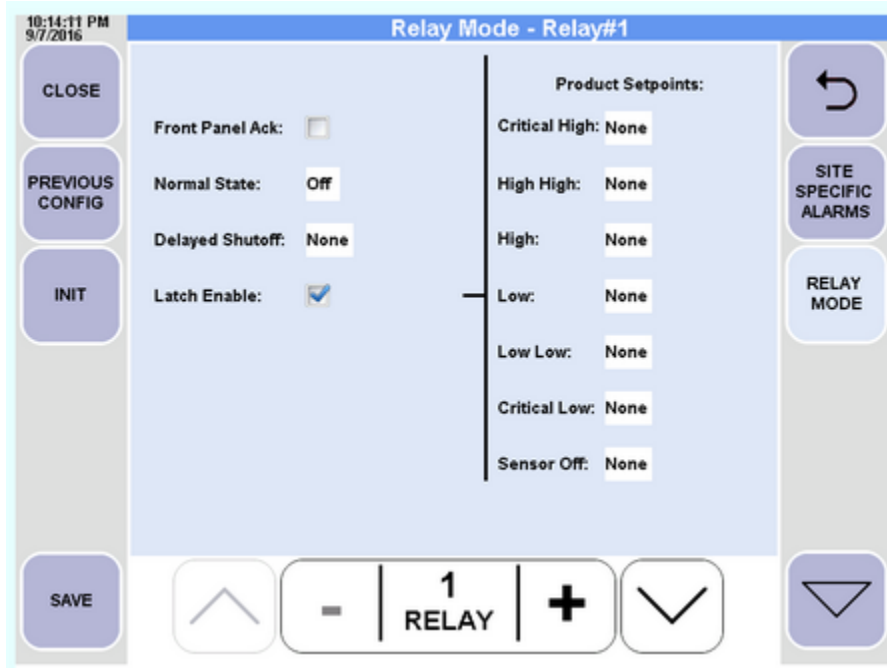 10:14:11 PM
9/7/2016
Relay Mode - Relay#1
CLOSE
PREVIOUS
CONFIG
INIT
SAVE
Front Panel Ack:
Normal State: Off
Delayed Shutoff: None
Latch Enable:
Product Setpoints:
Critical High: None
High High: None
High: None
Low: None
Low Low: None
Critical Low: None
Sensor Off: None
SITE
SPECIFIC
ALARMS
RELAY
MODE
- 1 +
RELAY